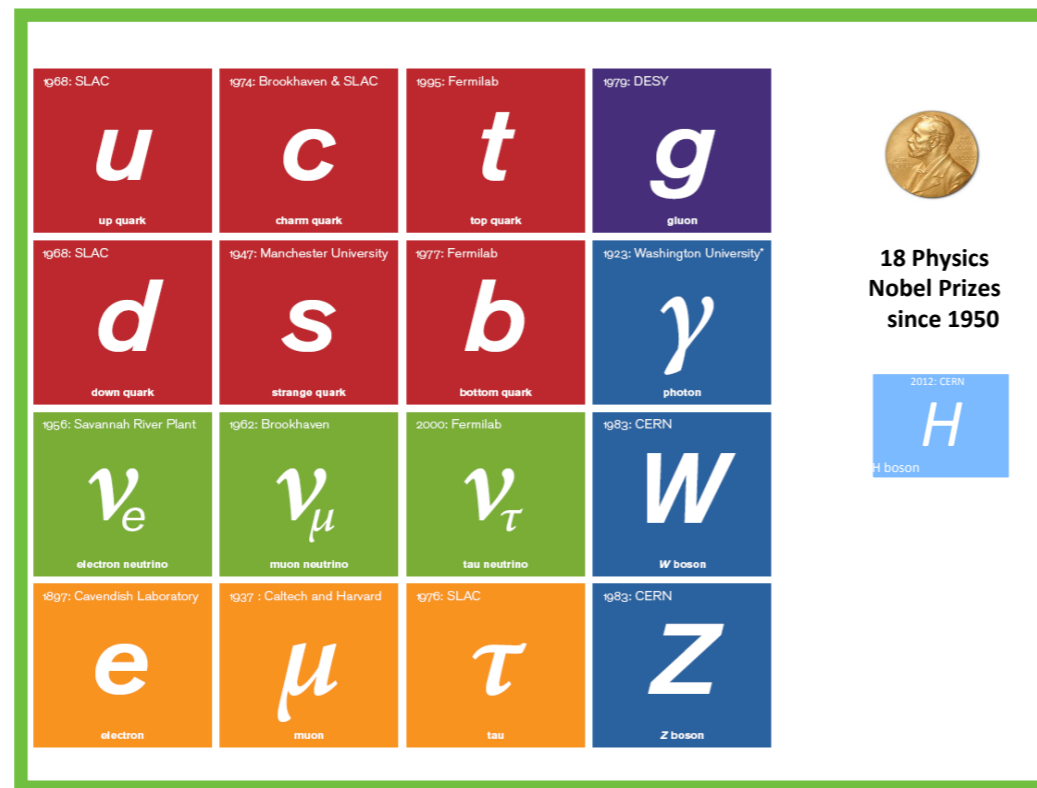 1968: SLAC
u
up quark
1974: Brookhaven & SLAC
c
charm quark
1995: Fermilab
t
top quark
1979: DESY
g
gluon
1968: SLAC
d
down quark
1947: Manchester University
s
strange quark
1977: Fermilab
b
bottom quark
1923: Washington University*
γ
photon
1956: Savannah River Plant
νe
electron neutrino
1962: Brookhaven
νμ
muon neutrino
2000: Fermilab
ντ
tau neutrino
1983: CERN
W
W boson
1897: Cavendish Laboratory
e
electron
1937 : Caltech and Harvard
μ
muon
1976: SLAC
τ
tau
1983: CERN
Z
Z boson
18 Physics
Nobel Prizes
since 1950
2012: CERN
H
H boson